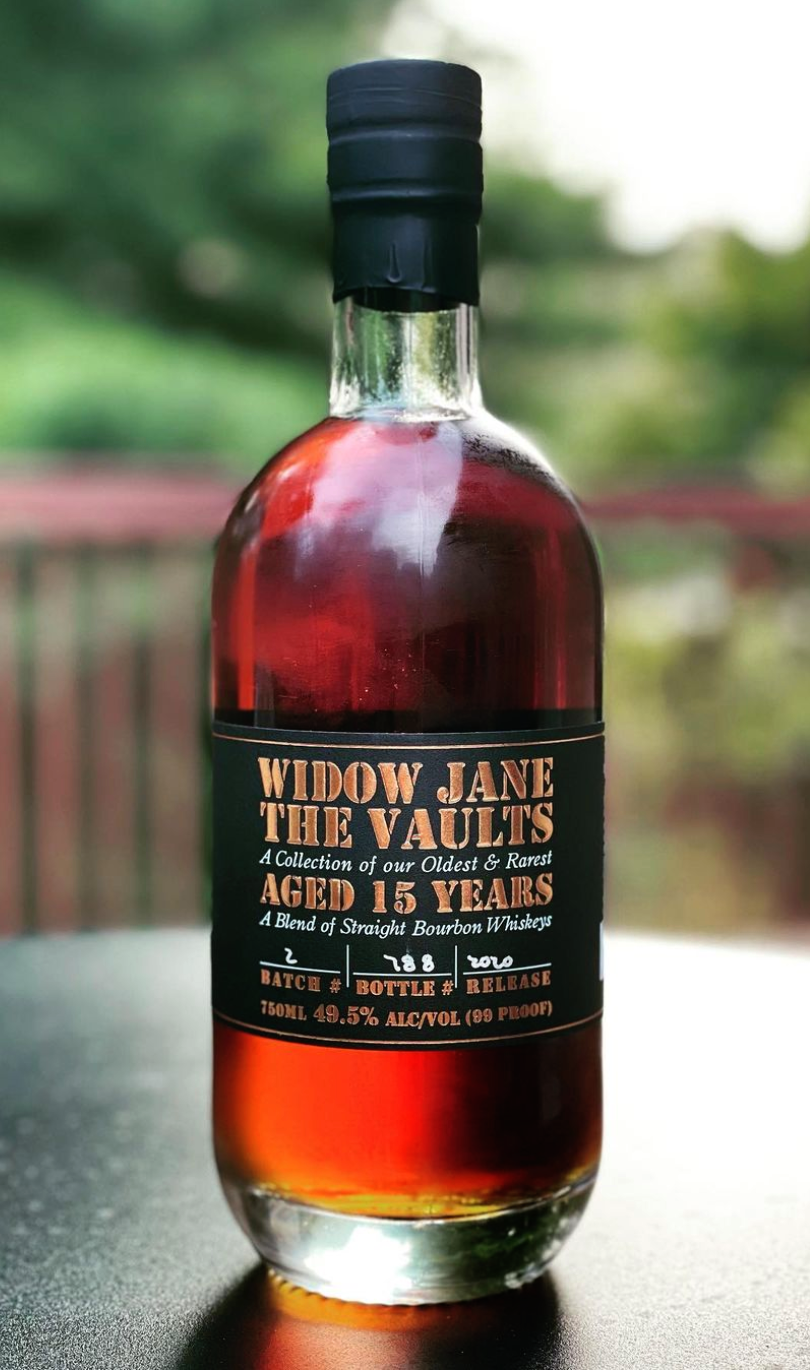 WIDOW JANE
THE VAULTS
A Collection of our Oldest & Rarest
AGED 15 YEARS
A Blend of Straight Bourbon Whiskeys
2 788 2020
BATCH # BOTTLE # RELEASE
750ML 49.5% ALC/VOL (99 PROOF)